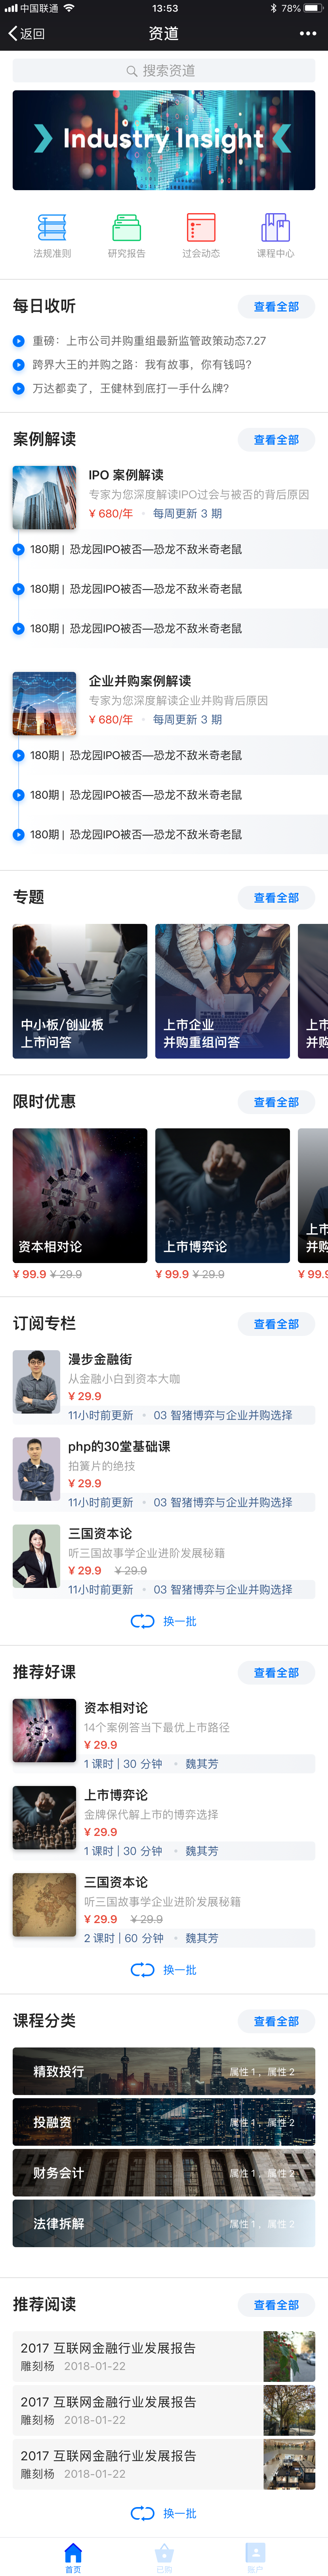 中国联通
13:53
78%
返回
资道
搜索资道
Industry Insight
法规准则
研究报告
过会动态
课程中心
每日收听
查看全部
重磅：上市公司并购重组最新监管政策动态7.27
跨界大王的并购之路：我有故事，你有钱吗？
万达都卖了，王健林到底打一手什么牌？
案例解读
查看全部
IPO 案例解读
专家为您深度解读IPO过会与被否的背后原因
¥ 680/年 • 每周更新 3 期
180期 | 恐龙园IPO被否—恐龙不敌米奇老鼠
180期 | 恐龙园IPO被否—恐龙不敌米奇老鼠
180期 | 恐龙园IPO被否—恐龙不敌米奇老鼠
企业并购案例解读
专家为您深度解读企业并购背后原因
¥ 680/年 • 每周更新 3 期
180期 | 恐龙园IPO被否—恐龙不敌米奇老鼠
180期 | 恐龙园IPO被否—恐龙不敌米奇老鼠
180期 | 恐龙园IPO被否—恐龙不敌米奇老鼠
专题
查看全部
中小板/创业板
上市问答
上市企业
并购重组问答
上市
并购
限时优惠
查看全部
资本相对论
上市博弈论
上市
并购
¥ 99.9 ¥ 29.9
¥ 99.9 ¥ 29.9
¥ 99.9
订阅专栏
查看全部
漫步金融街
从金融小白到资本大咖
¥ 29.9
11小时前更新 • 03 智猪博弈与企业并购选择
php的30堂基础课
拍簧片的绝技
¥ 29.9
11小时前更新 • 03 智猪博弈与企业并购选择
三国资本论
听三国故事学企业进阶发展秘籍
¥ 29.9 ¥ 29.9
11小时前更新 • 03 智猪博弈与企业并购选择
换一批
推荐好课
查看全部
资本相对论
14个案例答当下最优上市路径
¥ 29.9
1 课时 | 30 分钟 • 魏其芳
上市博弈论
金牌保代解上市的博弈选择
¥ 29.9
1 课时 | 30 分钟 • 魏其芳
三国资本论
听三国故事学企业进阶发展秘籍
¥ 29.9 ¥ 29.9
2 课时 | 60 分钟 • 魏其芳
换一批
课程分类
查看全部
精致投行
属性 1 ，属性 2
投融资
属性 1 ，属性 2
财务会计
属性 1 ，属性 2
法律拆解
属性 1 ，属性 2
推荐阅读
查看全部
2017 互联网金融行业发展报告
雕刻杨 2018-01-22
2017 互联网金融行业发展报告
雕刻杨 2018-01-22
2017 互联网金融行业发展报告
雕刻杨 2018-01-22
换一批
首页
已购
账户